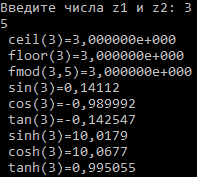 Введите числа z1 и z2: 3
5
ceil(3)=3,000000e+000
floor(3)=3,000000e+000
fmod(3,5)=3,000000e+000
sin(3)=0,14112
cos(3)=-0,989992
tan(3)=-0,142547
sinh(3)=10,0179
cosh(3)=10,0677
tanh(3)=0,995055